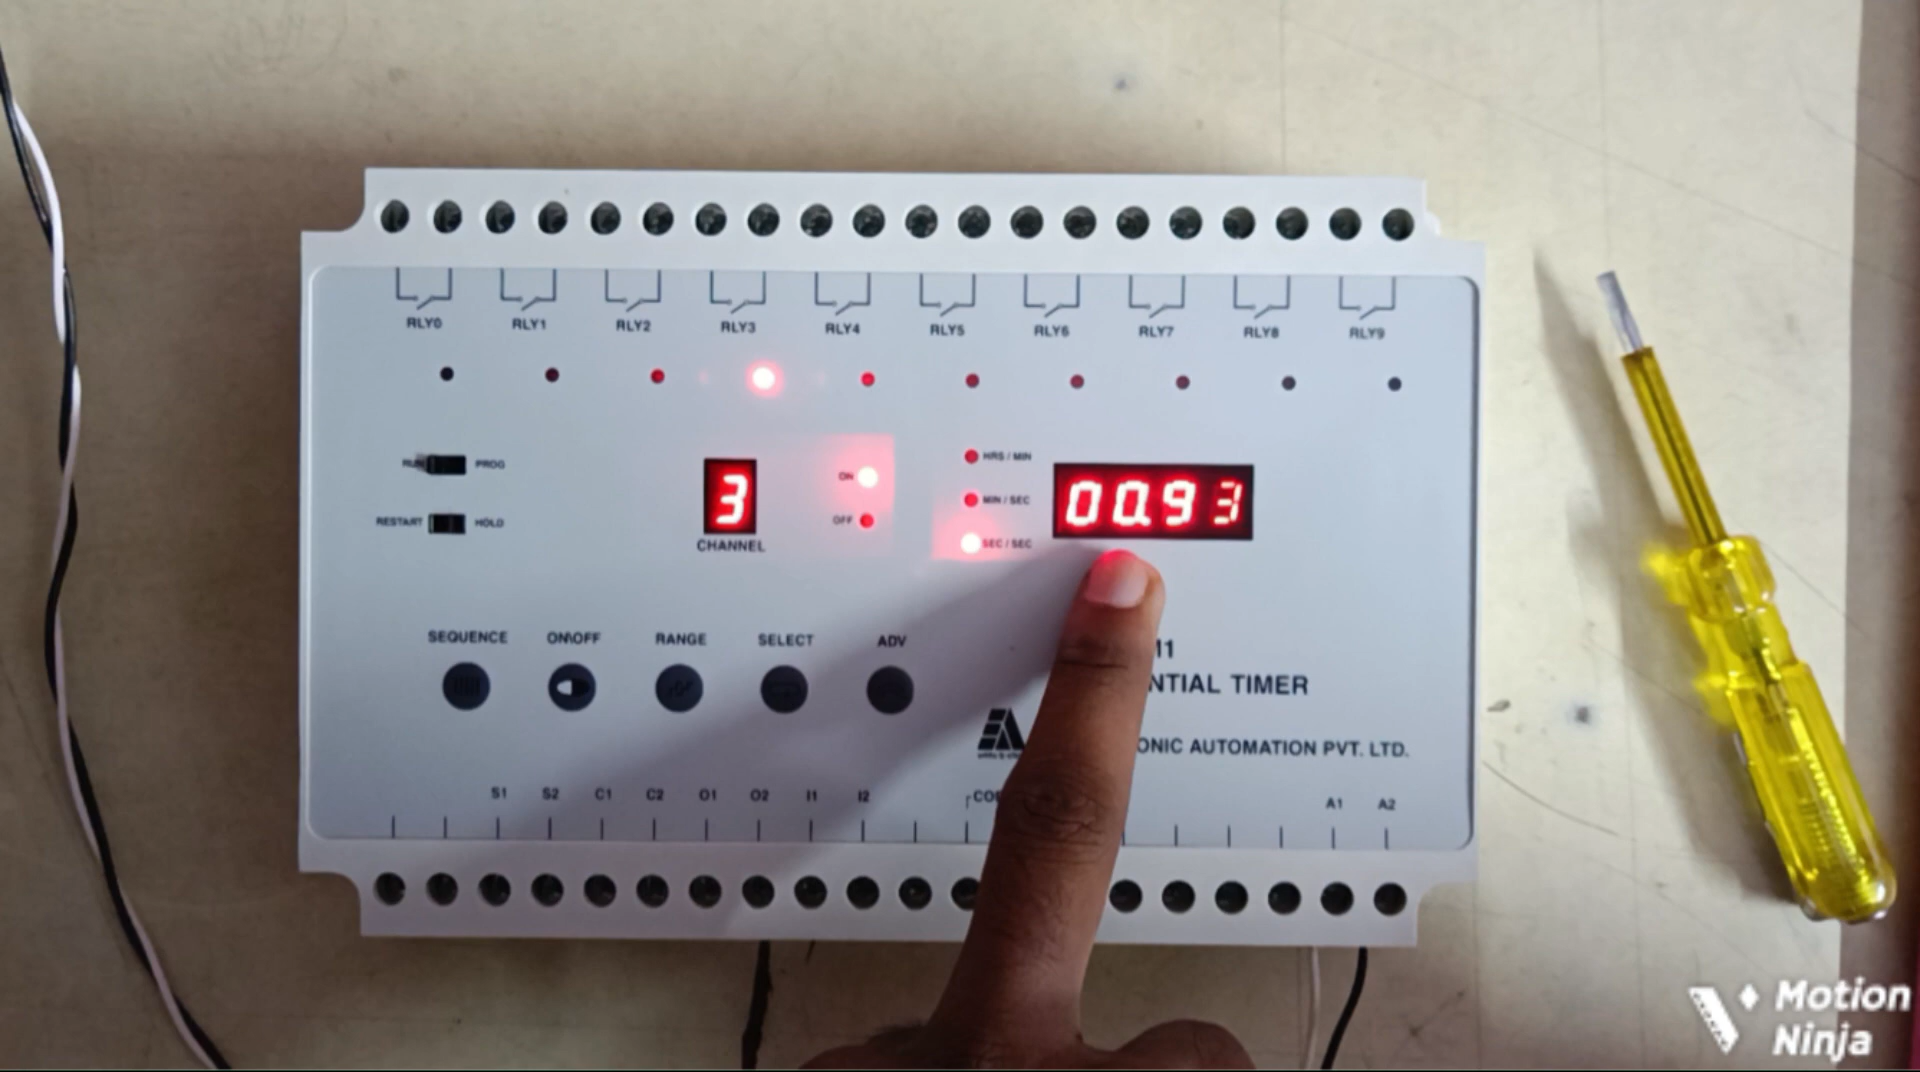 RLY0 RLY1 RLY2 RLY3 RLY4 RLY5 RLY6 RLY7 RLY8 RLY9
RUN PROG
RESTART HOLD
3
CHANNEL
ON
OFF
HRS / MIN
MIN / SEC
SEC / SEC
00.93
SEQUENCE ON\OFF RANGE SELECT ADV
11
NTIAL TIMER
ONIC AUTOMATION PVT. LTD.
S1 S2 C1 C2 O1 O2 I1 I2 A1 A2
Motion
Ninja